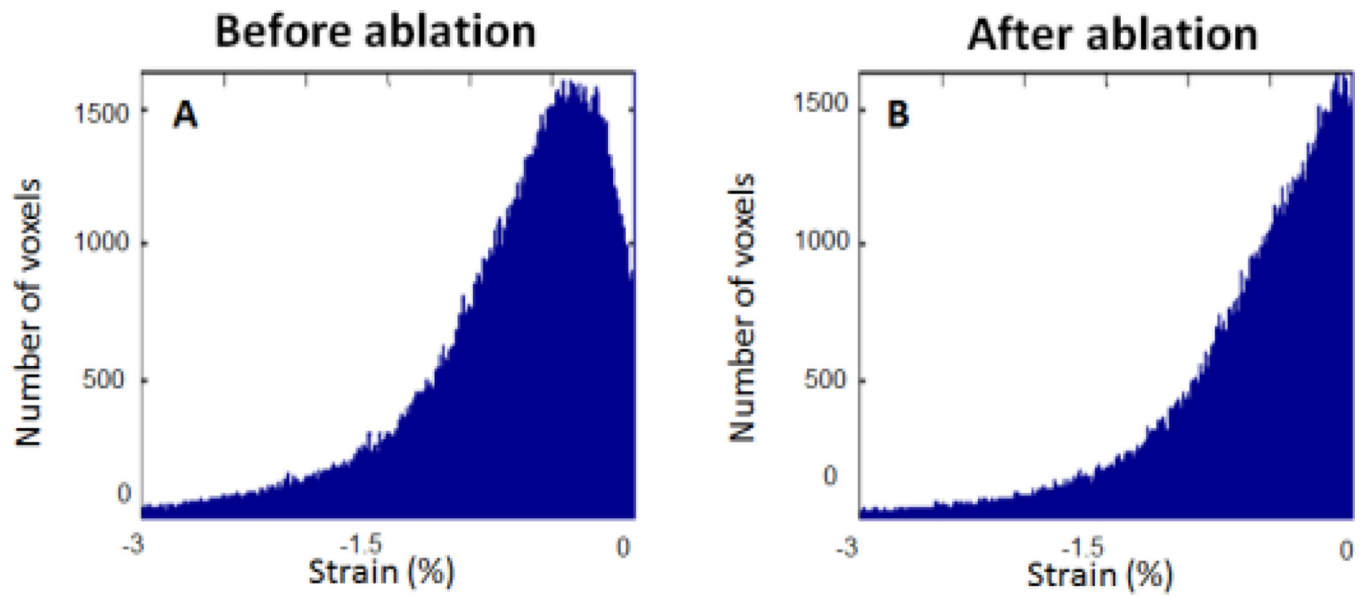 Before ablation
A
1500
1000
500
0
Number of voxels
-3
-1.5
0
Strain (%)
After ablation
B
1500
1000
500
0
Number of voxels
-3
-1.5
0
Strain (%)